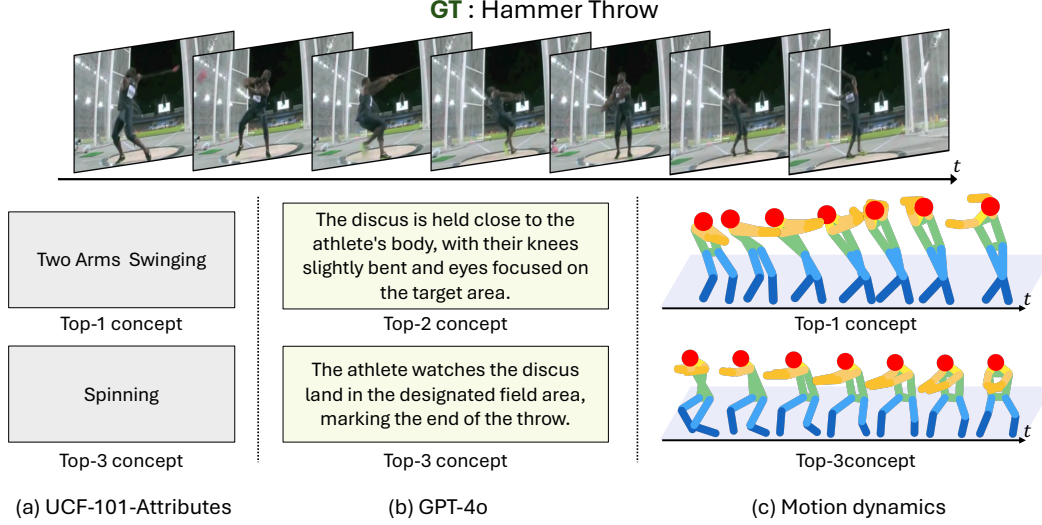 GT : Hammer Throw
t
Two Arms Swinging
Top-1 concept
Spinning
Top-3 concept
(a) UCF-101-Attributes
The discus is held close to the
athlete's body, with their knees
slightly bent and eyes focused on
the target area.
Top-2 concept
The athlete watches the discus
land in the designated field area,
marking the end of the throw.
Top-3 concept
(b) GPT-4o
t
Top-1 concept
t
Top-3concept
(c) Motion dynamics